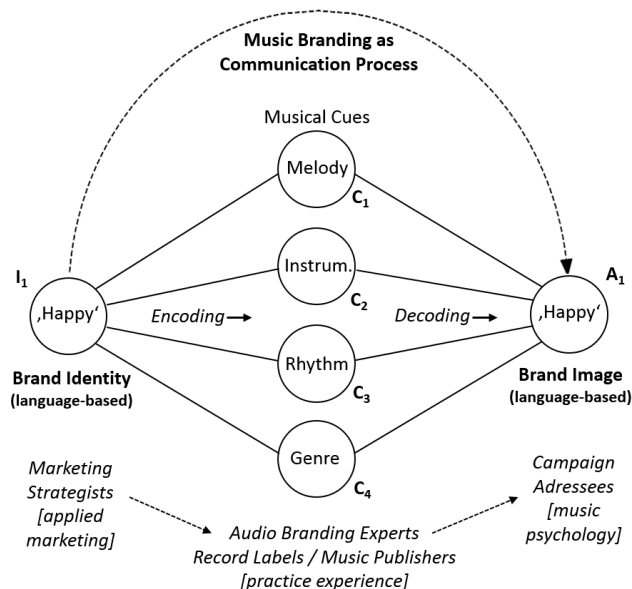 Music Branding as
Communication Process
Musical Cues
Melody
C1
Instrum.
C2
I1
A1
‚Happy‘
Encoding
Decoding
‚Happy‘
Rhythm
C3
Brand Identity
(language-based)
Brand Image
(language-based)
Genre
C4
Marketing
Strategists
[applied
marketing]
Audio Branding Experts
Record Labels / Music Publishers
[practice experience]
Campaign
Adressees
[music
psychology]